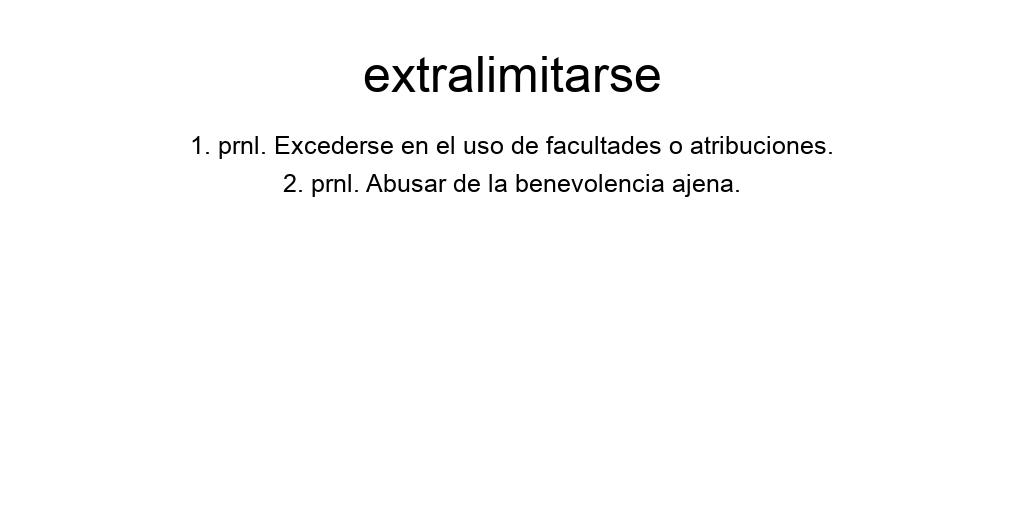 extralimitarse
1. prnl. Excederse en el uso de facultades o atribuciones.
2. prnl. Abusar de la benevolencia ajena.